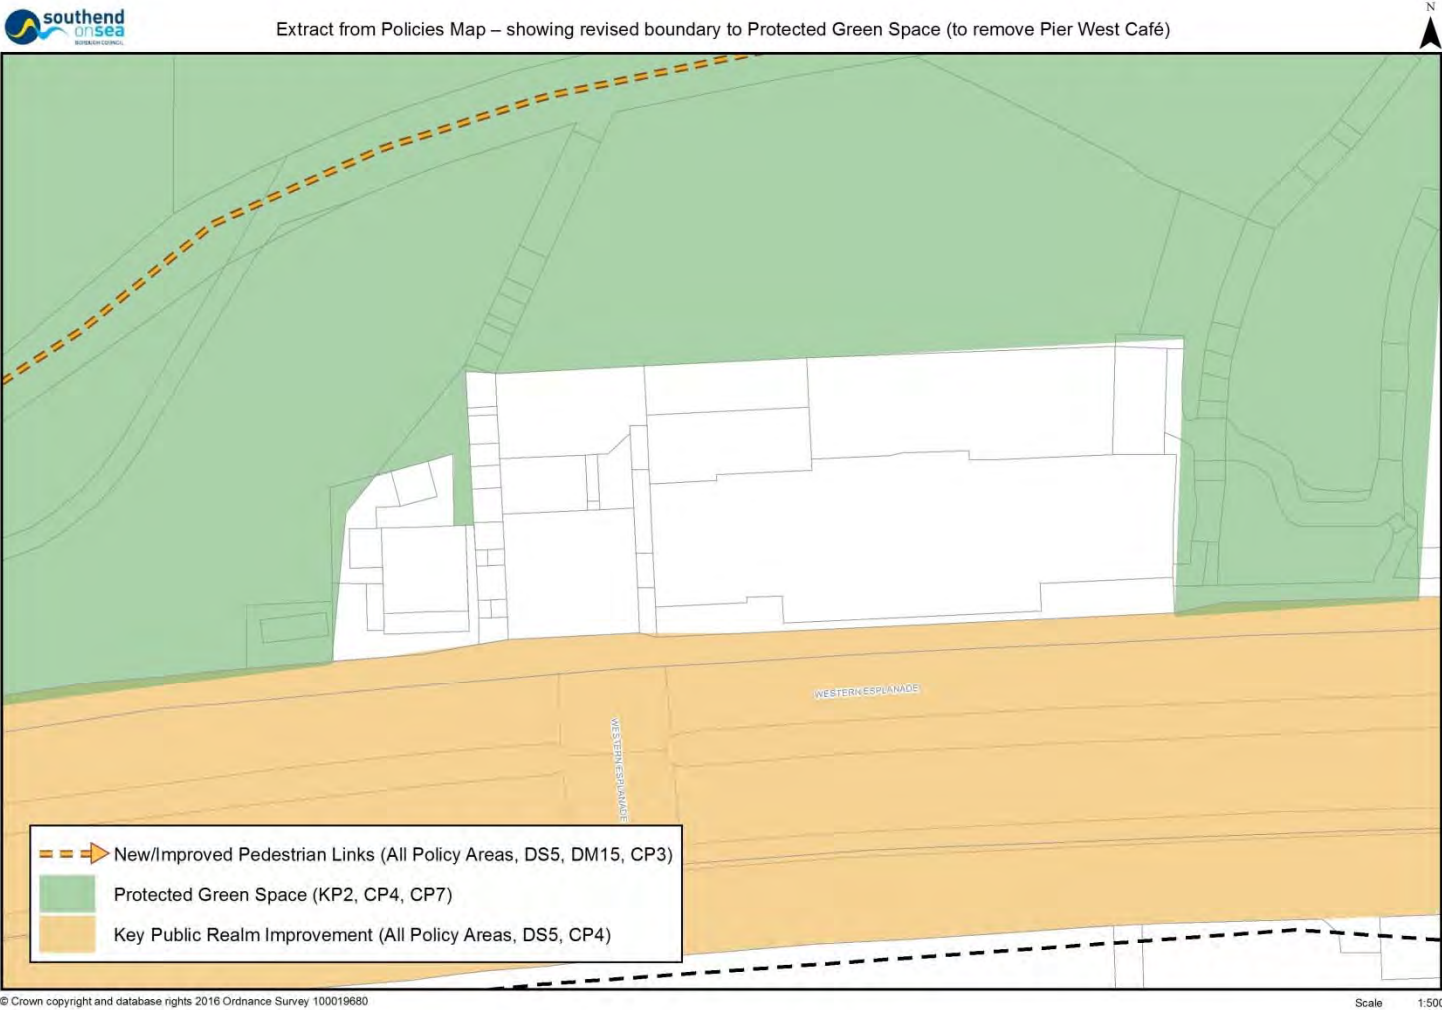 southend
on sea
BOROUGH COUNCIL
Extract from Policies Map – showing revised boundary to Protected Green Space (to remove Pier West Café)
N
WESTERN ESPLANADE
WESTERN ESPLANADE
New/Improved Pedestrian Links (All Policy Areas, DS5, DM15, CP3)
Protected Green Space (KP2, CP4, CP7)
Key Public Realm Improvement (All Policy Areas, DS5, CP4)
© Crown copyright and database rights 2016 Ordnance Survey 100019680
Scale 1:500